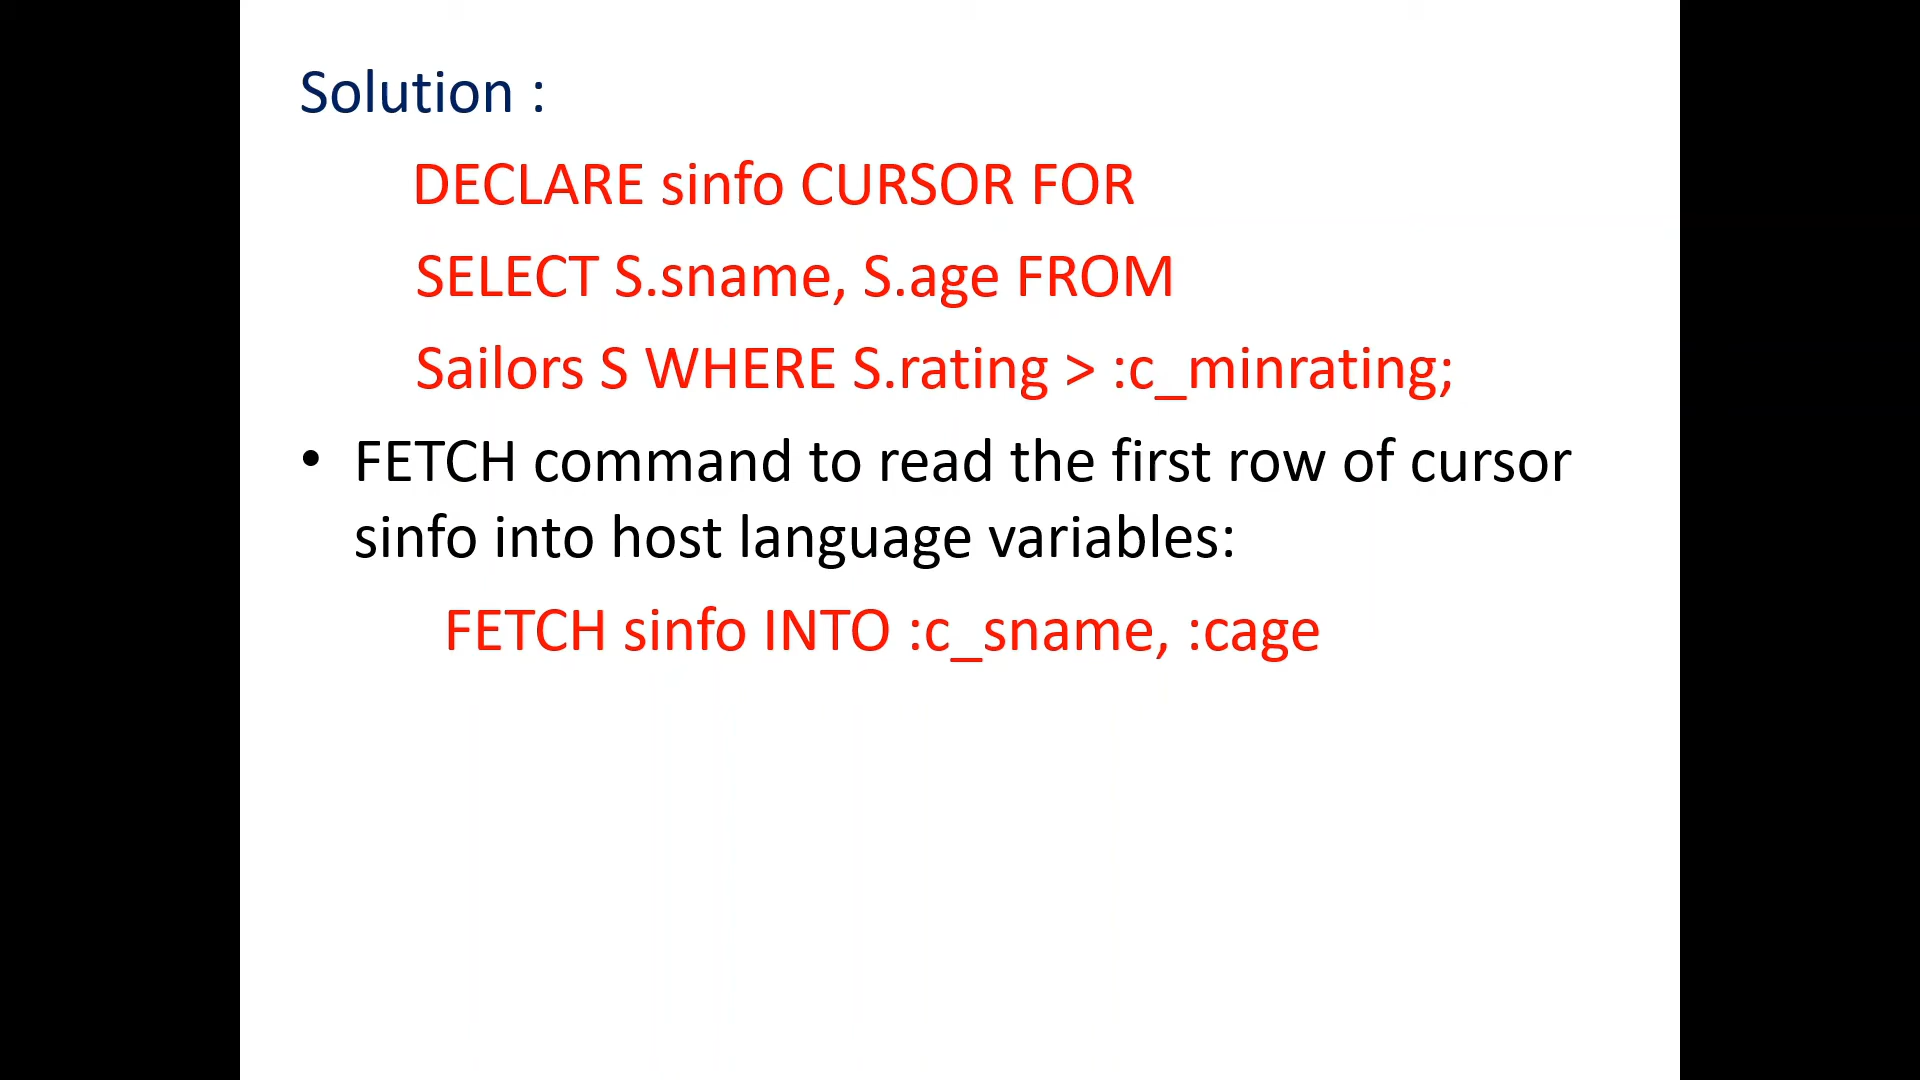 Solution :
DECLARE sinfo CURSOR FOR
SELECT S.sname, S.age FROM
Sailors S WHERE S.rating > :c_minrating;
• FETCH command to read the first row of cursor
sinfo into host language variables:
FETCH sinfo INTO :c_sname, :cage